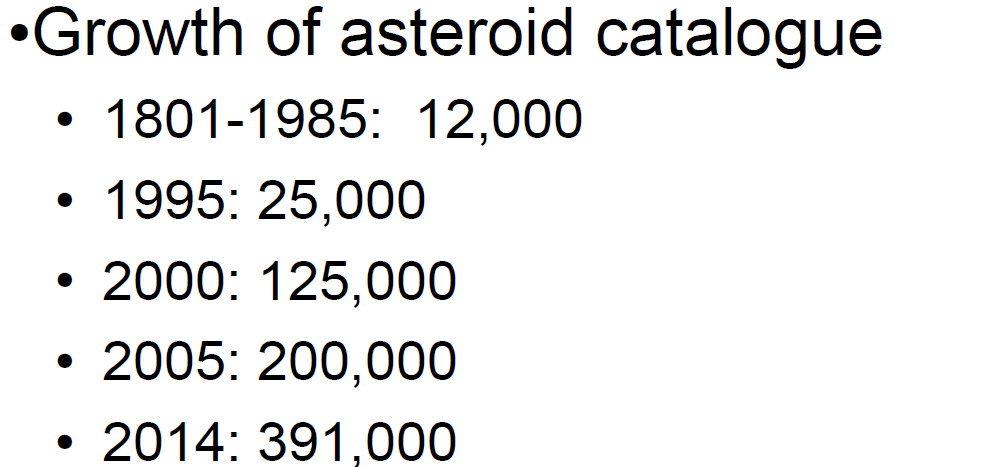 •Growth of asteroid catalogue
• 1801-1985:  12,000
• 1995: 25,000
• 2000: 125,000
• 2005: 200,000
• 2014: 391,000